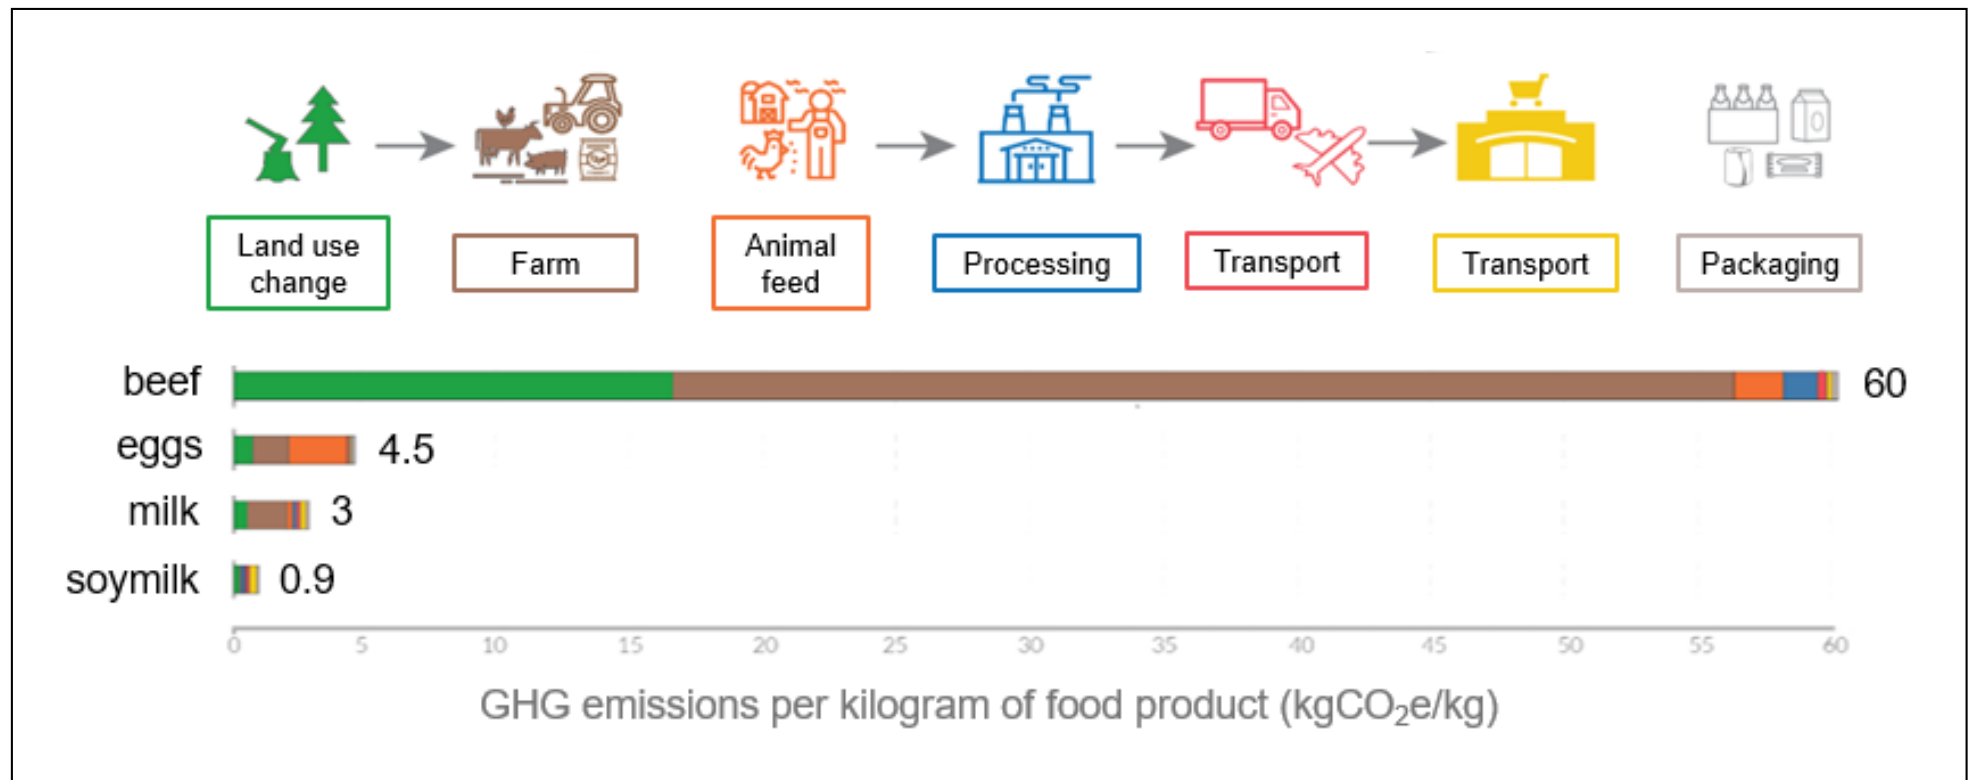 Land use
change
Farm
Animal
feed
Processing
Transport
Transport
Packaging
beef
60
eggs
4.5
milk
3
soymilk
0.9
0 5 10 15 20 25 30 35 40 45 50 55 60
GHG emissions per kilogram of food product (kgCO₂e/kg)